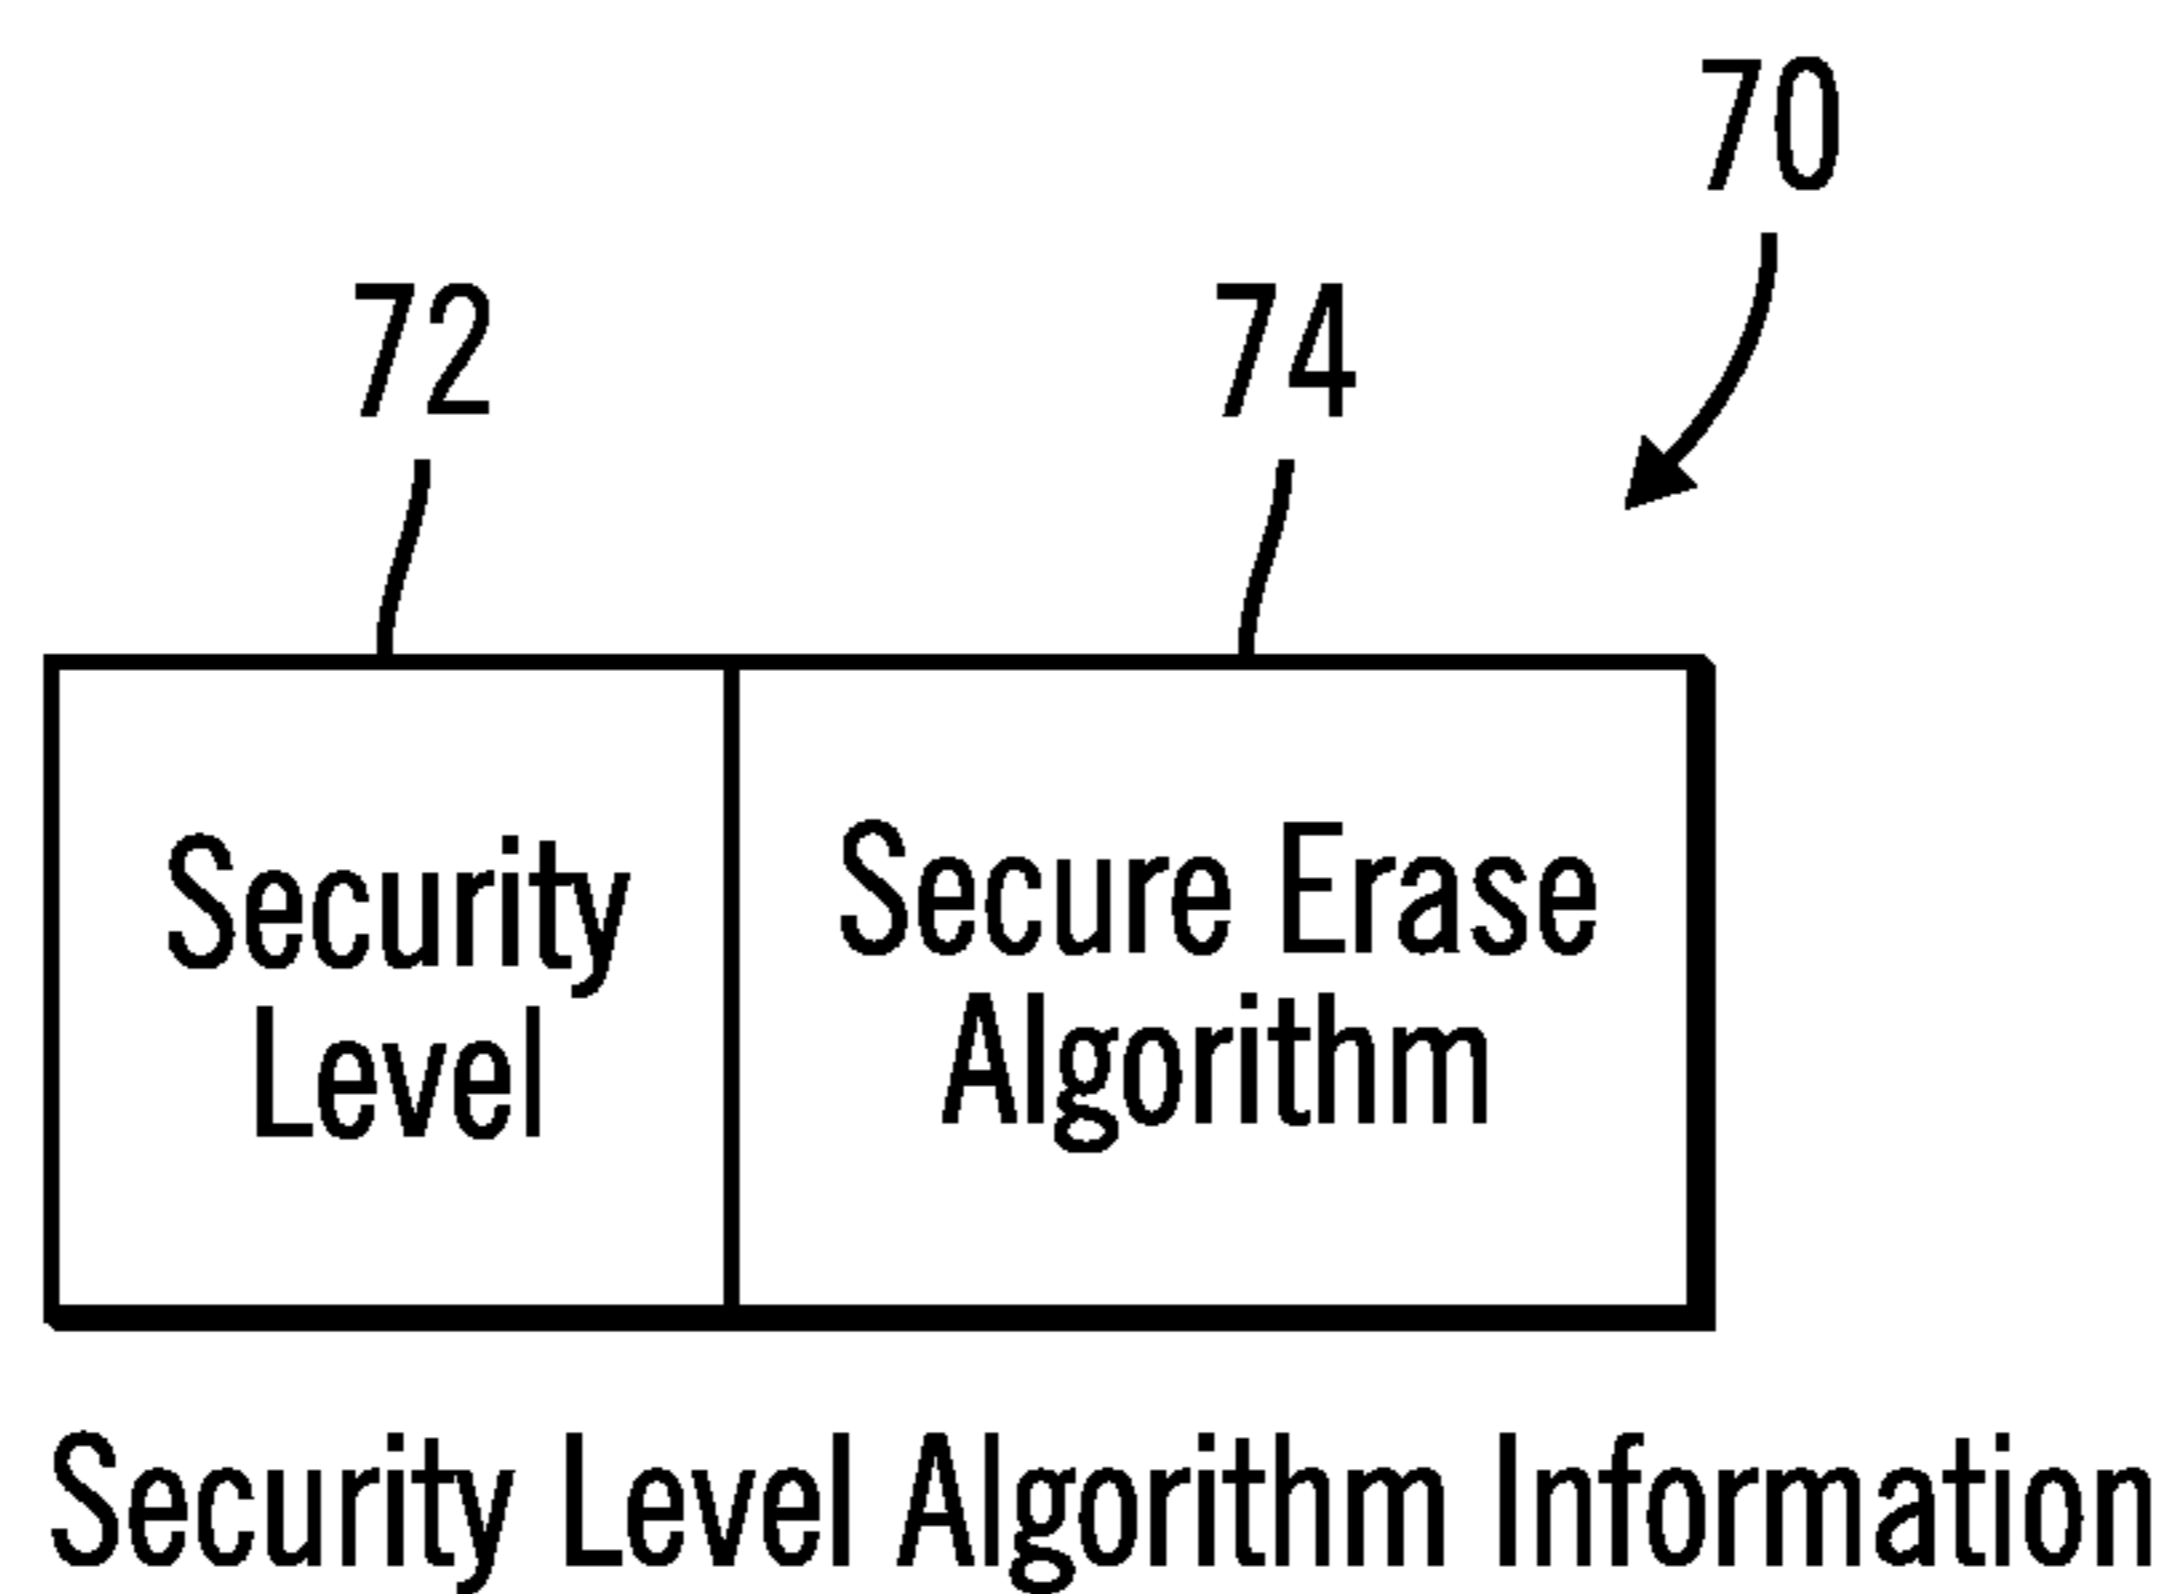 70
72 74
Security
Level
Secure Erase
Algorithm
Security Level Algorithm Information